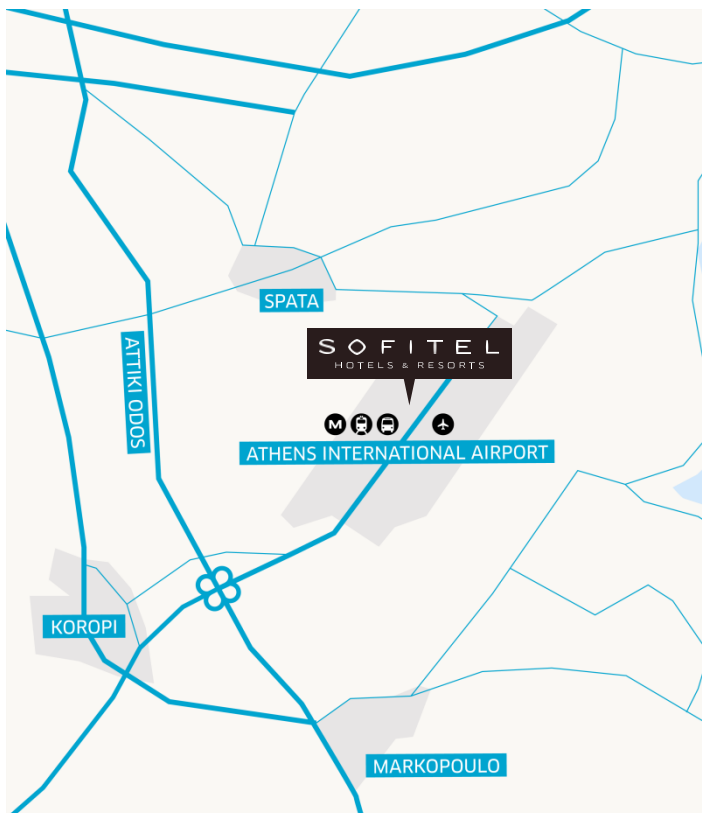 SPATA
SOFITEL
HOTELS & RESORTS
ATTIKI ODOS
M
ATHENS INTERNATIONAL AIRPORT
KOROPI
MARKOPOULO